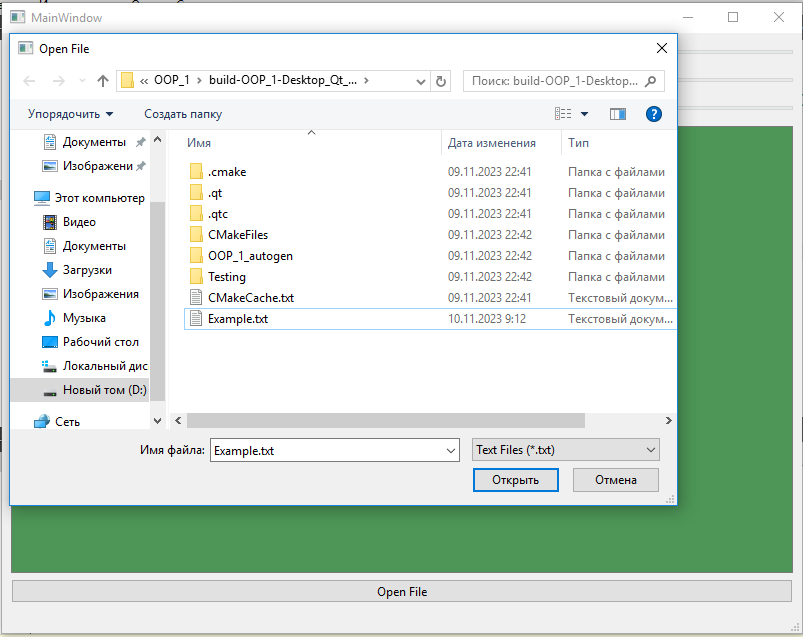 MainWindow
Open File
« OOP_1 › build-OOP_1-Desktop_Qt_... ›
Поиск: build-OOP_1-Desktop...
Упорядочить
Создать папку
Документы
Изображени
Этот компьютер
Видео
Документы
Загрузки
Изображения
Музыка
Рабочий стол
Локальный дис
Новый том (D:)
Сеть
Имя Дата изменения Тип
.cmake 09.11.2023 22:41 Папка с файлами
.qt 09.11.2023 22:41 Папка с файлами
.qtc 09.11.2023 22:41 Папка с файлами
CMakeFiles 09.11.2023 22:42 Папка с файлами
OOP_1_autogen 09.11.2023 22:42 Папка с файлами
Testing 09.11.2023 22:42 Папка с файлами
CMakeCache.txt 09.11.2023 22:41 Текстовый докум...
Example.txt 10.11.2023 9:12 Текстовый докум...
Имя файла: Example.txt Text Files (*.txt)
Открыть Отмена
Open File